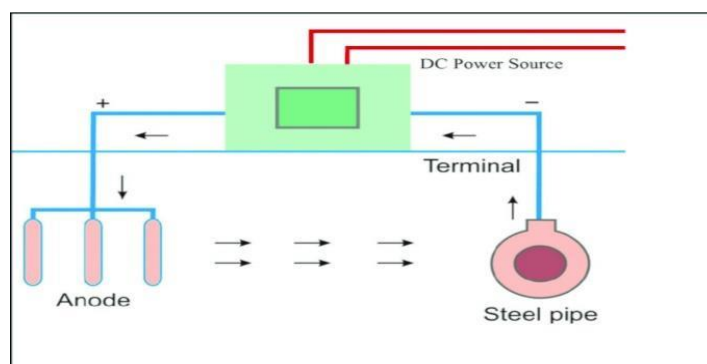 DC Power Source
+
−
Terminal
Anode
Steel pipe